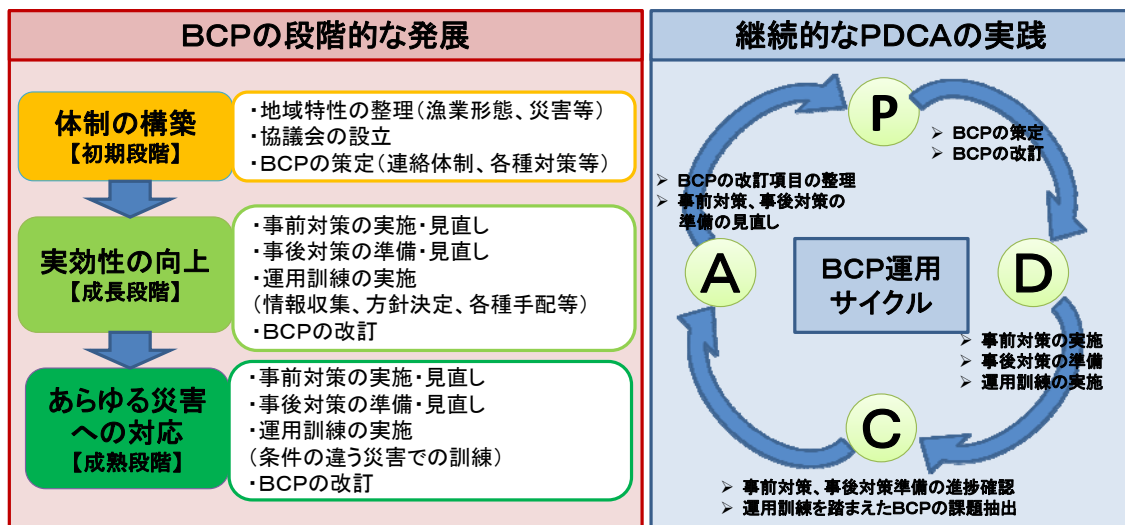 BCPの段階的な発展
体制の構築
【初期段階】
・地域特性の整理(漁業形態、災害等)
・協議会の設立
・BCPの策定(連絡体制、各種対策等)
実効性の向上
【成長段階】
・事前対策の実施・見直し
・事後対策の準備・見直し
・運用訓練の実施
(情報収集、方針決定、各種手配等)
・BCPの改訂
あらゆる災害
への対応
【成熟段階】
・事前対策の実施・見直し
・事後対策の準備・見直し
・運用訓練の実施
(条件の違う災害での訓練)
・BCPの改訂
継続的なPDCAの実践
P
➢ BCPの策定
➢ BCPの改訂
➢ BCPの改訂項目の整理
➢ 事前対策、事後対策の
準備の見直し
A
BCP運用
サイクル
D
➢ 事前対策の実施
➢ 事後対策の準備
➢ 運用訓練の実施
C
➢ 事前対策、事後対策準備の進捗確認
➢ 運用訓練を踏まえたBCPの課題抽出